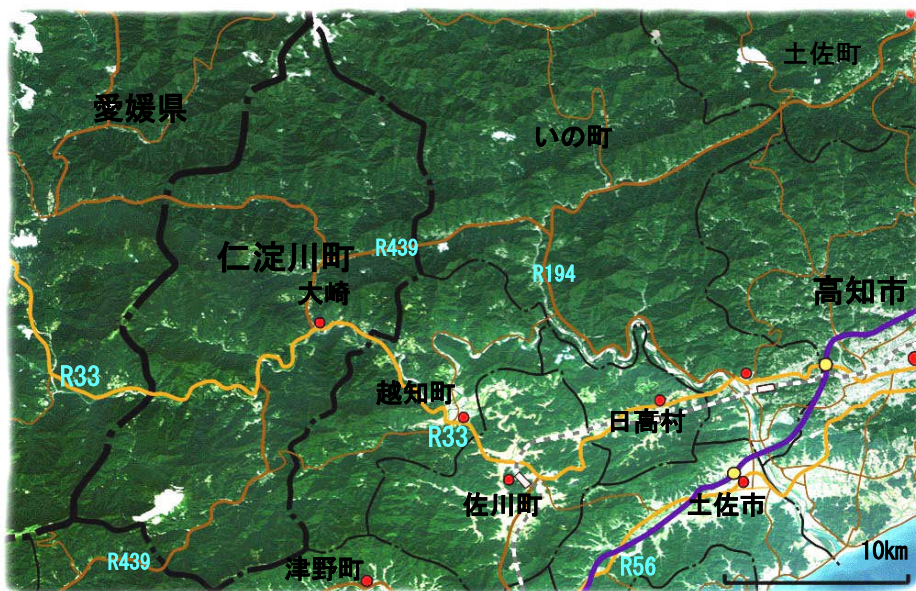 土佐町
愛媛県
いの町
仁淀川町
R439
大崎
R194
高知市
R33
越知町
R33
日高村
佐川町
土佐市
R439
津野町
R56
10km